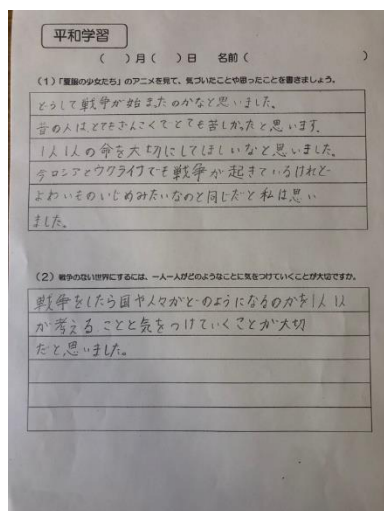 平和学習
( )月( )日 名前( )
(1)「夏服の少女たち」のアニメを見て、気づいたことや思ったことを書きましょう。
どうして戦争が始またのかなと思いました。
昔の人はとてもざんこくでとても苦しかたと思います。
1人1人の命を大切にしてほしいなと思いました。
今ロシアとウクライナでも戦争が起きているけれど
よわいものいじめみたいなのと同じだと私は思い
ました。
(2)戦争のない世界にするには、一人一人がどのようなことに気をつけていくことが大切ですか。
戦争をしたら国や人々がどのようになるのかを1人1人
が考えることと気をつけていくことが大切
だと思いました。